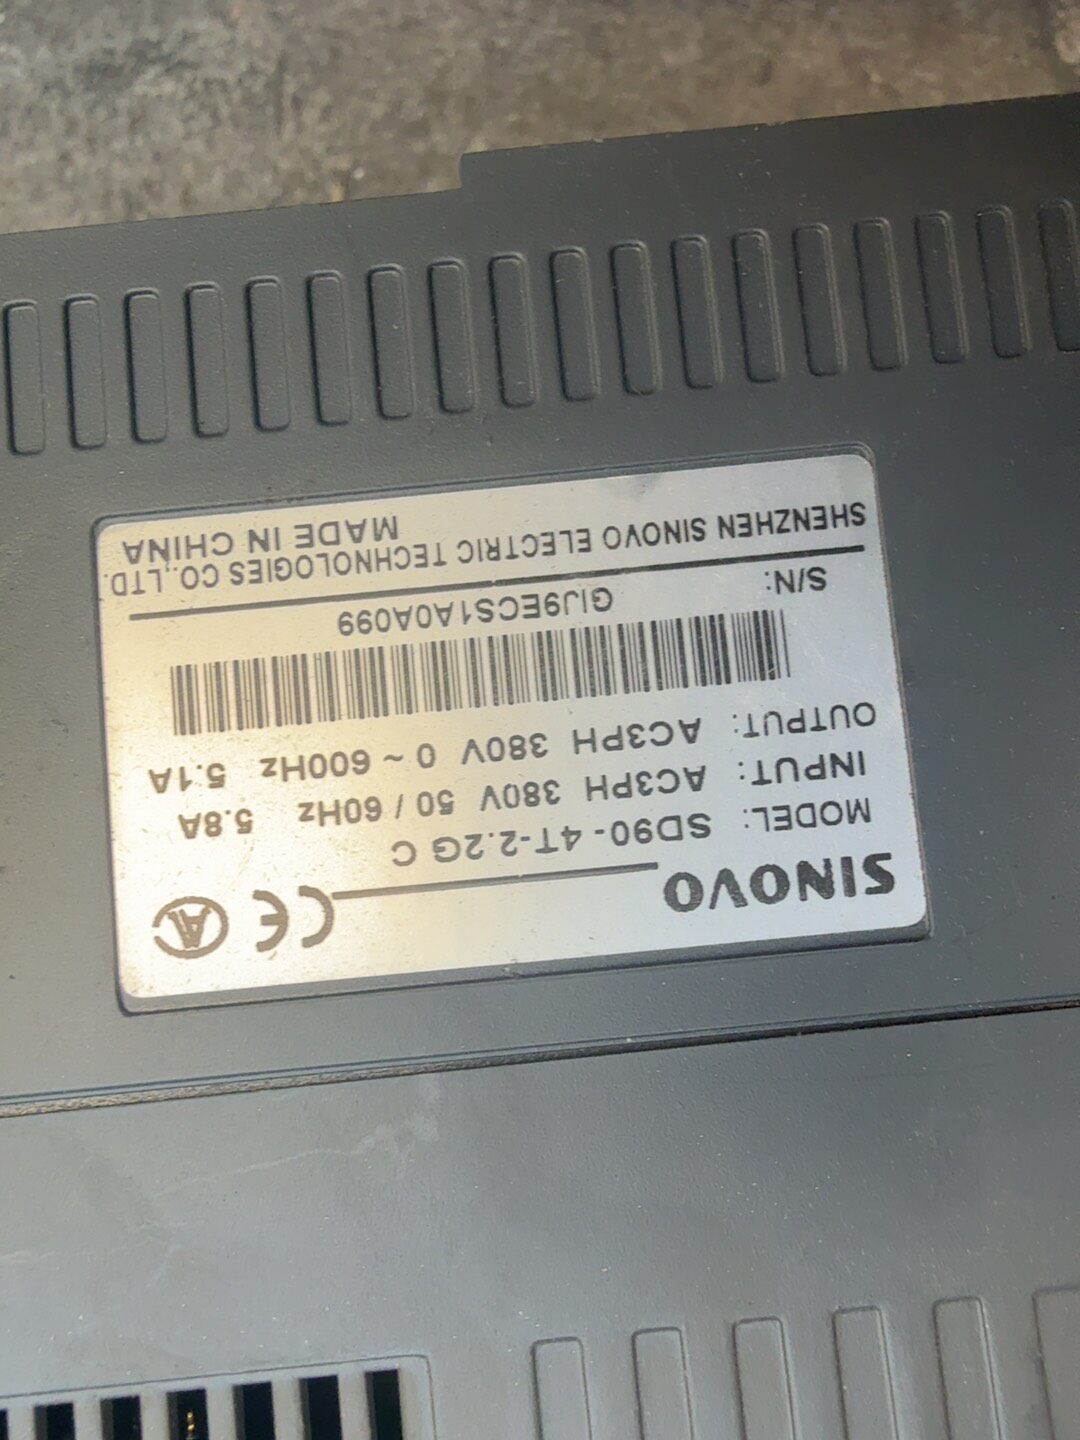 SINOVO CE
MODEL: SD90-4T-2.2G C
INPUT: AC3PH 380V 50 / 60Hz 5.8A
OUTPUT: AC3PH 380V 0 ~ 600Hz 5.1A
S/N: GIJ9ECS1A0A099
SHENZHEN SINOVO ELECTRIC TECHNOLOGIES CO.,LTD.
MADE IN CHINA